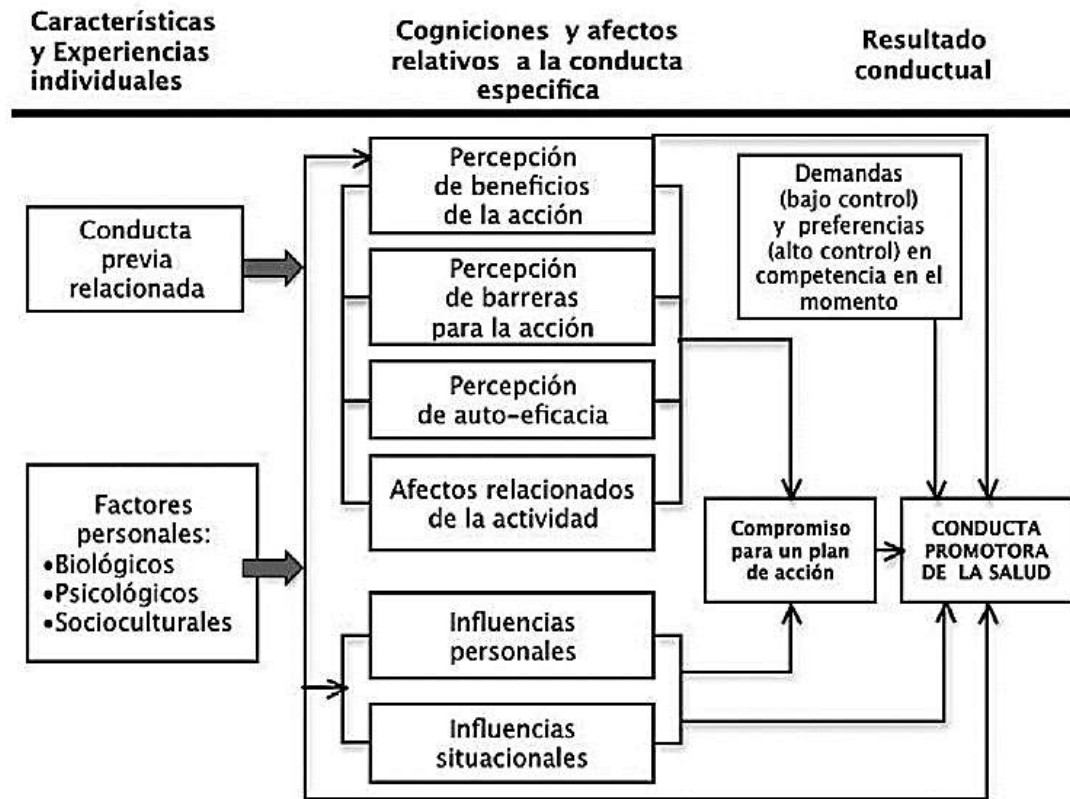 Características
y Experiencias
individuales
Cogniciones y afectos
relativos a la conducta
especifica
Resultado
conductual
Conducta
previa
relacionada
Factores
personales:
•Biológicos
•Psicológicos
•Socioculturales
Percepción
de beneficios
de la acción
Percepción
de barreras
para la acción
Percepción
de auto-eficacia
Afectos relacionados
de la actividad
Influencias
personales
Influencias
situacionales
Demandas
(bajo control)
y preferencias
(alto control) en
competencia en el
momento
Compromiso
para un plan
de acción
CONDUCTA
PROMOTORA
DE LA SALUD